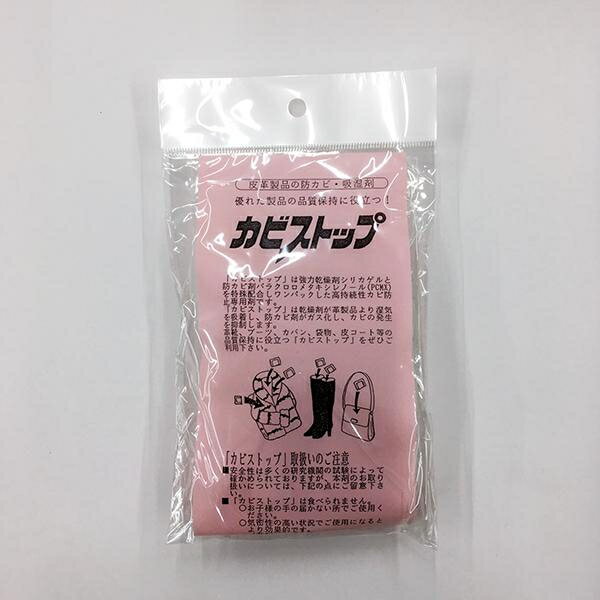 皮革製品の防カビ・吸湿剤
優れた製品の品質保持に役立つ！
カビストップ
「カビストップ」は強力乾燥剤シリカゲルと
防カビ剤パラクロロメタキシレノール(PCMX)
を特殊配合しワンパックした高持続性カビ防
止専用剤です。
「カビストップ」は乾燥剤が革製品より湿気
を吸着し、防カビ剤がガス化し、カビの発生
を抑制します。
革靴、ブーツ、カバン、袋物、皮コート等の
品質保持に役立つ「カビストップ」をぜひご
利用下さい。
「カビストップ」取扱いのご注意
■安全性は多くの研究機関の試験によって
確かめられておりますが、本剤のお取り
扱いについては、下記の点にご留意下さ
い。
■「カビストップ」は食べられません。
○お子様の手の届かない所でご使用く
ださい。
○気密性の高い状況でご使用になると
より効果的です。